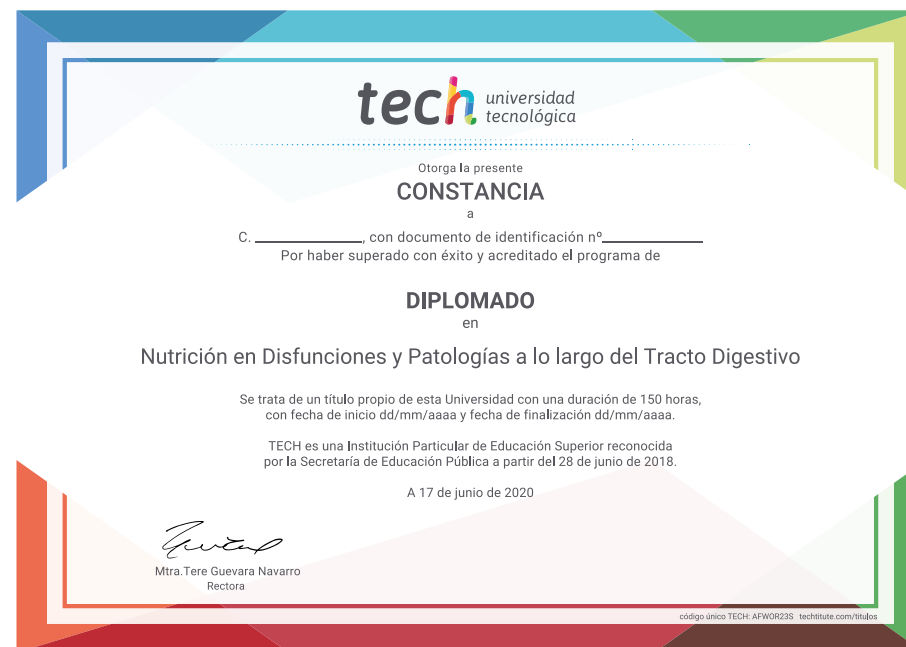 tech universidad
tecnológica
Otorga la presente
CONSTANCIA
a
C. ____________, con documento de identificación nº____________
Por haber superado con éxito y acreditado el programa de
DIPLOMADO
en
Nutrición en Disfunciones y Patologías a lo largo del Tracto Digestivo
Se trata de un título propio de esta Universidad con una duración de 150 horas,
con fecha de inicio dd/mm/aaaa y fecha de finalización dd/mm/aaaa.
TECH es una Institución Particular de Educación Superior reconocida
por la Secretaría de Educación Pública a partir del 28 de junio de 2018.
A 17 de junio de 2020
Mtra.Tere Guevara Navarro
Rectora
código único TECH: AFWOR23S techtitute.com/titulos